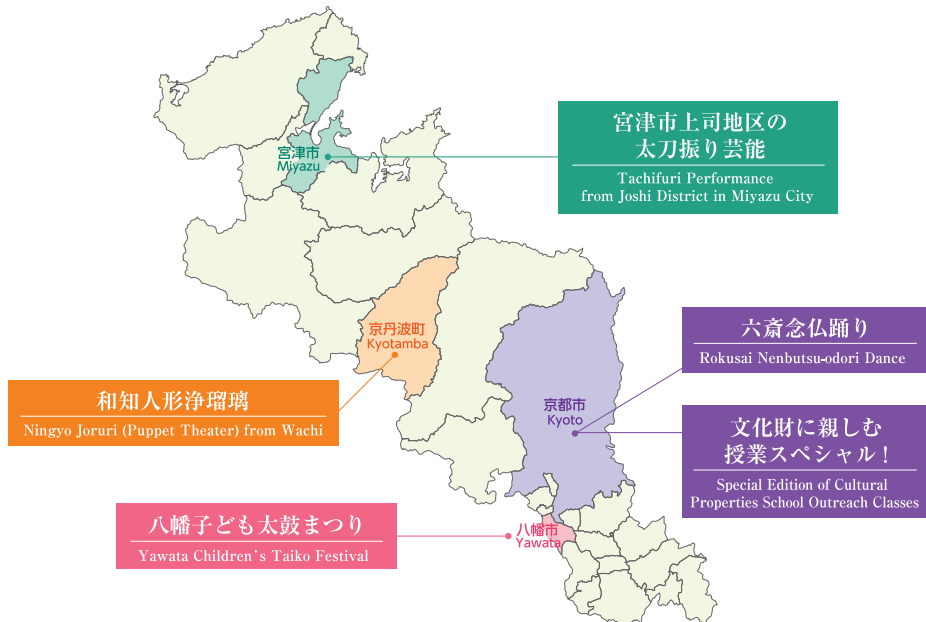 宮津市上司地区の
太刀振り芸能
Tachifuri Performance
from Joshi District in Miyazu City
宮津市
Miyazu
六斎念仏踊り
Rokusai Nenbutsu-odori Dance
京丹波町
Kyotamba
和知人形浄瑠璃
Ningyo Joruri (Puppet Theater) from Wachi
京都市
Kyoto
文化財に親しむ
授業スペシャル！
Special Edition of Cultural
Properties School Outreach Classes
八幡子ども太鼓まつり
Yawata Children's Taiko Festival
八幡市
Yawata